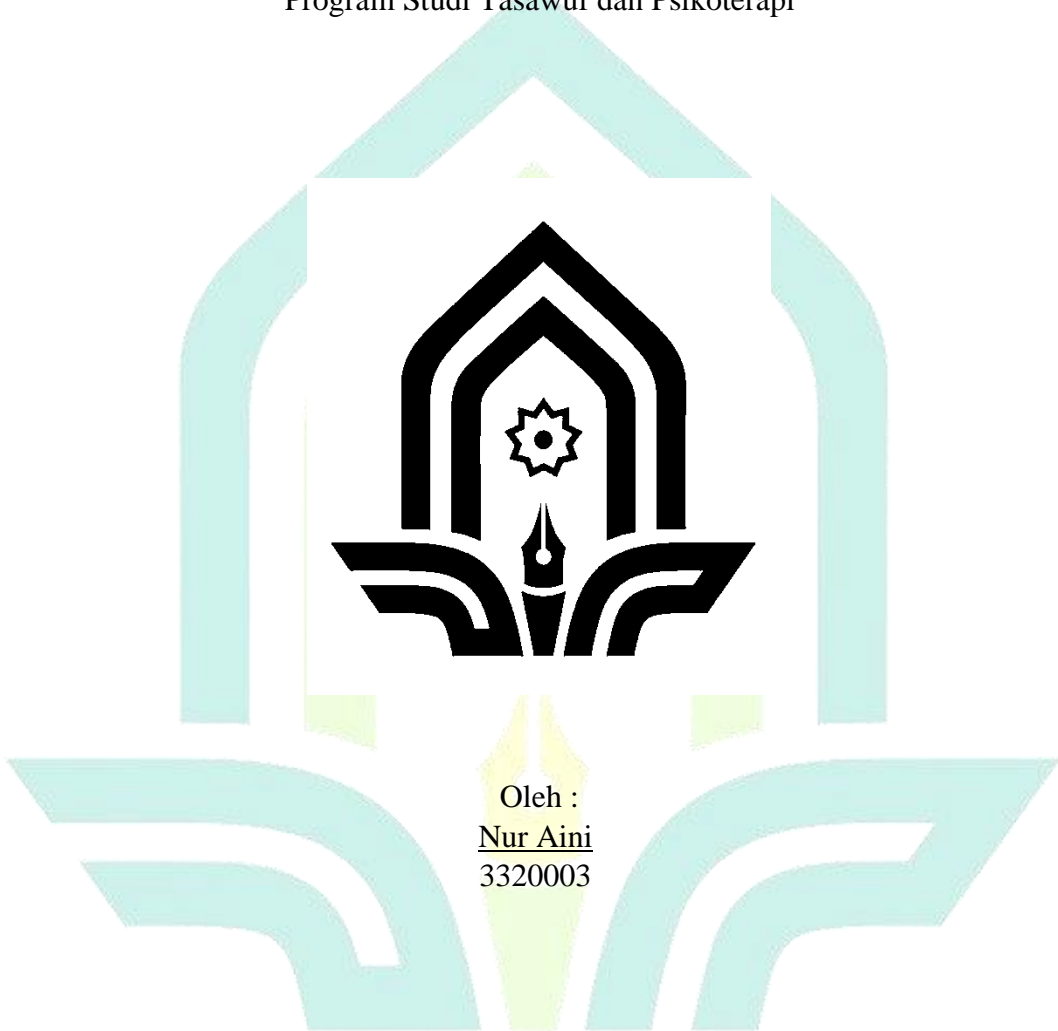 Program Studi Tasawuf dan Psikoterapi
Oleh :
Nur Aini
3320003